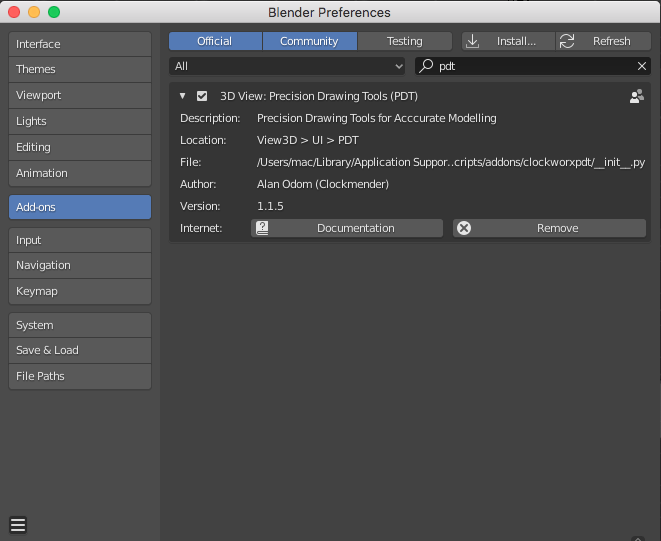 Blender Preferences
Interface
Themes
Viewport
Lights
Editing
Animation
Add-ons
Input
Navigation
Keymap
System
Save & Load
File Paths
Official Community Testing Install... Refresh
All pdt
3D View: Precision Drawing Tools (PDT)
Description: Precision Drawing Tools for Acccurate Modelling
Location: View3D > UI > PDT
File: /Users/mac/Library/Application Suppor..cripts/addons/clockworxpdt/__init__.py
Author: Alan Odom (Clockmender)
Version: 1.1.5
Internet: Documentation Remove